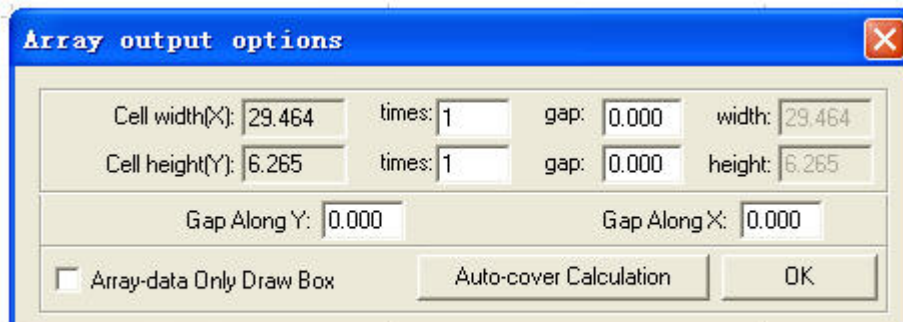 Array output options
Cell width(X): 29.464 times: 1 gap: 0.000 width: 29.464
Cell height(Y): 6.265 times: 1 gap: 0.000 height: 6.265
Gap Along Y: 0.000 Gap Along X: 0.000
Array-data Only Draw Box Auto-cover Calculation OK